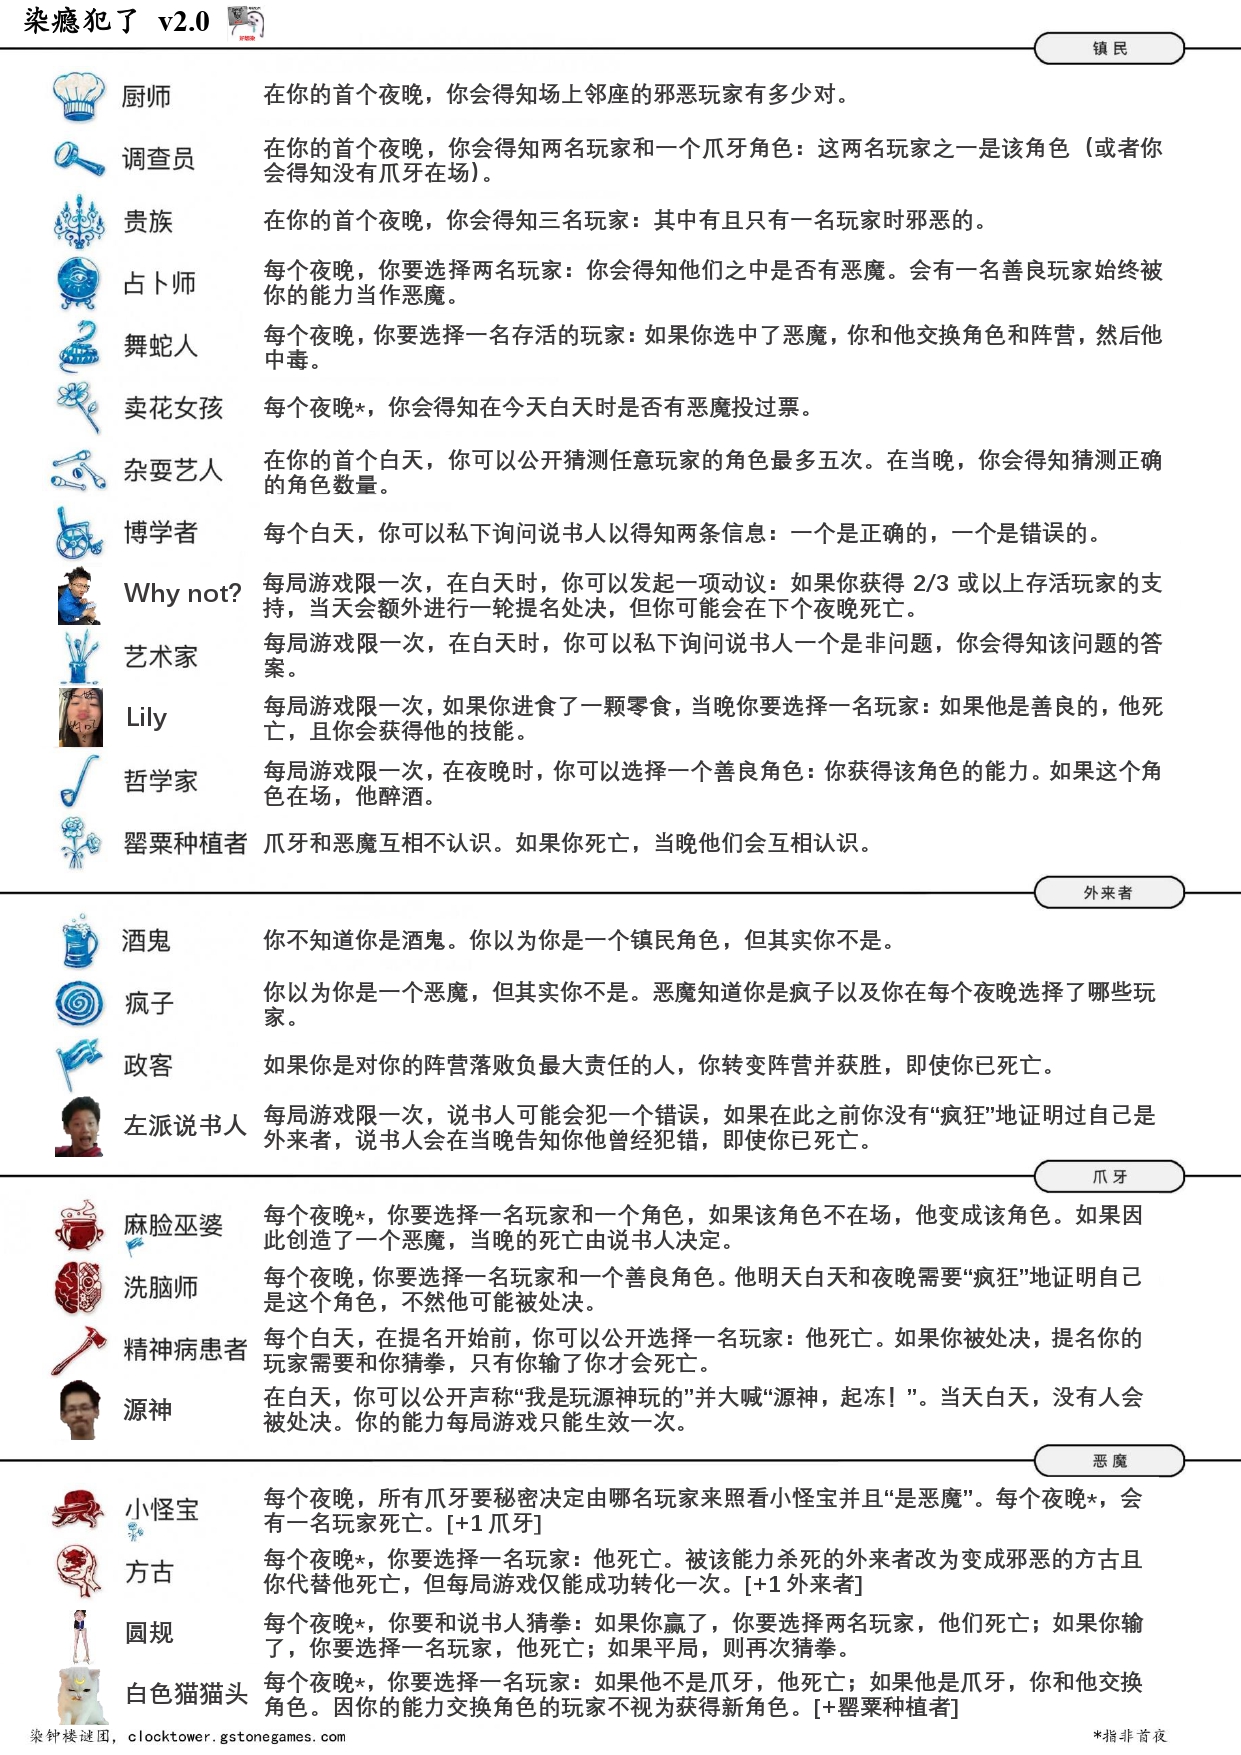 染瘾犯了 v2.0
镇民
厨师
在你的首个夜晚，你会得知场上邻座的邪恶玩家有多少对。
调查员
在你的首个夜晚，你会得知两名玩家和一个爪牙角色：这两名玩家之一是该角色（或者你
会得知没有爪牙在场）。
贵族
在你的首个夜晚，你会得知三名玩家：其中有且只有一名玩家时邪恶的。
占卜师
每个夜晚，你要选择两名玩家：你会得知他们之中是否有恶魔。会有一名善良玩家始终被
你的能力当作恶魔。
舞蛇人
每个夜晚，你要选择一名存活的玩家：如果你选中了恶魔，你和他交换角色和阵营，然后他
中毒。
卖花女孩
每个夜晚*，你会得知在今天白天时是否有恶魔投过票。
杂耍艺人
在你的首个白天，你可以公开猜测任意玩家的角色最多五次。在当晚，你会得知猜测正确
的角色数量。
博学者
每个白天，你可以私下询问说书人以得知两条信息：一个是正确的，一个是错误的。
Why not?
每局游戏限一次，在白天时，你可以发起一项动议：如果你获得 2/3 或以上存活玩家的支
持，当天会额外进行一轮提名处决，但你可能会在下个夜晚死亡。
艺术家
每局游戏限一次，在白天时，你可以私下询问说书人一个是非问题，你会得知该问题的答
案。
Lily
每局游戏限一次，如果你进食了一颗零食，当晚你要选择一名玩家：如果他是善良的，他死
亡，且你会获得他的技能。
哲学家
每局游戏限一次，在夜晚时，你可以选择一个善良角色：你获得该角色的能力。如果这个角
色在场，他醉酒。
罂粟种植者
爪牙和恶魔互相不认识。如果你死亡，当晚他们会互相认识。
外来者
酒鬼
你不知道你是酒鬼。你以为你是一个镇民角色，但其实你不是。
疯子
你以为你是一个恶魔，但其实你不是。恶魔知道你是疯子以及你在每个夜晚选择了哪些玩
家。
政客
如果你是对你的阵营落败负最大责任的人，你转变阵营并获胜，即使你已死亡。
左派说书人
每局游戏限一次，说书人可能会犯一个错误，如果在此之前你没有“疯狂”地证明过自己是
外来者，说书人会在当晚告知你他曾经犯错，即使你已死亡。
爪牙
麻脸巫婆
每个夜晚*，你要选择一名玩家和一个角色，如果该角色不在场，他变成该角色。如果因
此创造了一个恶魔，当晚的死亡由说书人决定。
洗脑师
每个夜晚，你要选择一名玩家和一个善良角色。他明天白天和夜晚需要“疯狂”地证明自己
是这个角色，不然他可能被处决。
精神病患者
每个白天，在提名开始前，你可以公开选择一名玩家：他死亡。如果你被处决，提名你的
玩家需要和你猜拳，只有你输了你才会死亡。
源神
在白天，你可以公开声称“我是玩源神玩的”并大喊“源神，起冻！”。当天白天，没有人会
被处决。你的能力每局游戏只能生效一次。
恶魔
小怪宝
每个夜晚，所有爪牙要秘密决定由哪名玩家来照看小怪宝并且“是恶魔”。每个夜晚*，会
有一名玩家死亡。[+1 爪牙]
方古
每个夜晚*，你要选择一名玩家：他死亡。被该能力杀死的外来者改为变成邪恶的方古且
你代替他死亡，但每局游戏仅能成功转化一次。[+1 外来者]
圆规
每个夜晚*，你要和说书人猜拳：如果你赢了，你要选择两名玩家，他们死亡；如果你输
了，你要选择一名玩家，他死亡；如果平局，则再次猜拳。
白色猫猫头
每个夜晚*，你要选择一名玩家：如果他不是爪牙，他死亡；如果他是爪牙，你和他交换
角色。因你的能力交换角色的玩家不视为获得新角色。[+罂粟种植者]
染钟楼谜团，clocktower.gstonegames.com
*指非首夜